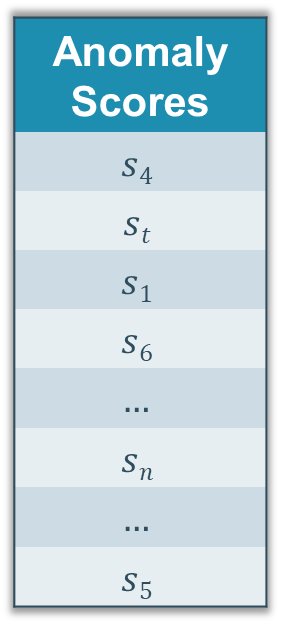 Anomaly
Scores
s₄
sₜ
s₁
s₆
...
sₙ
...
s₅